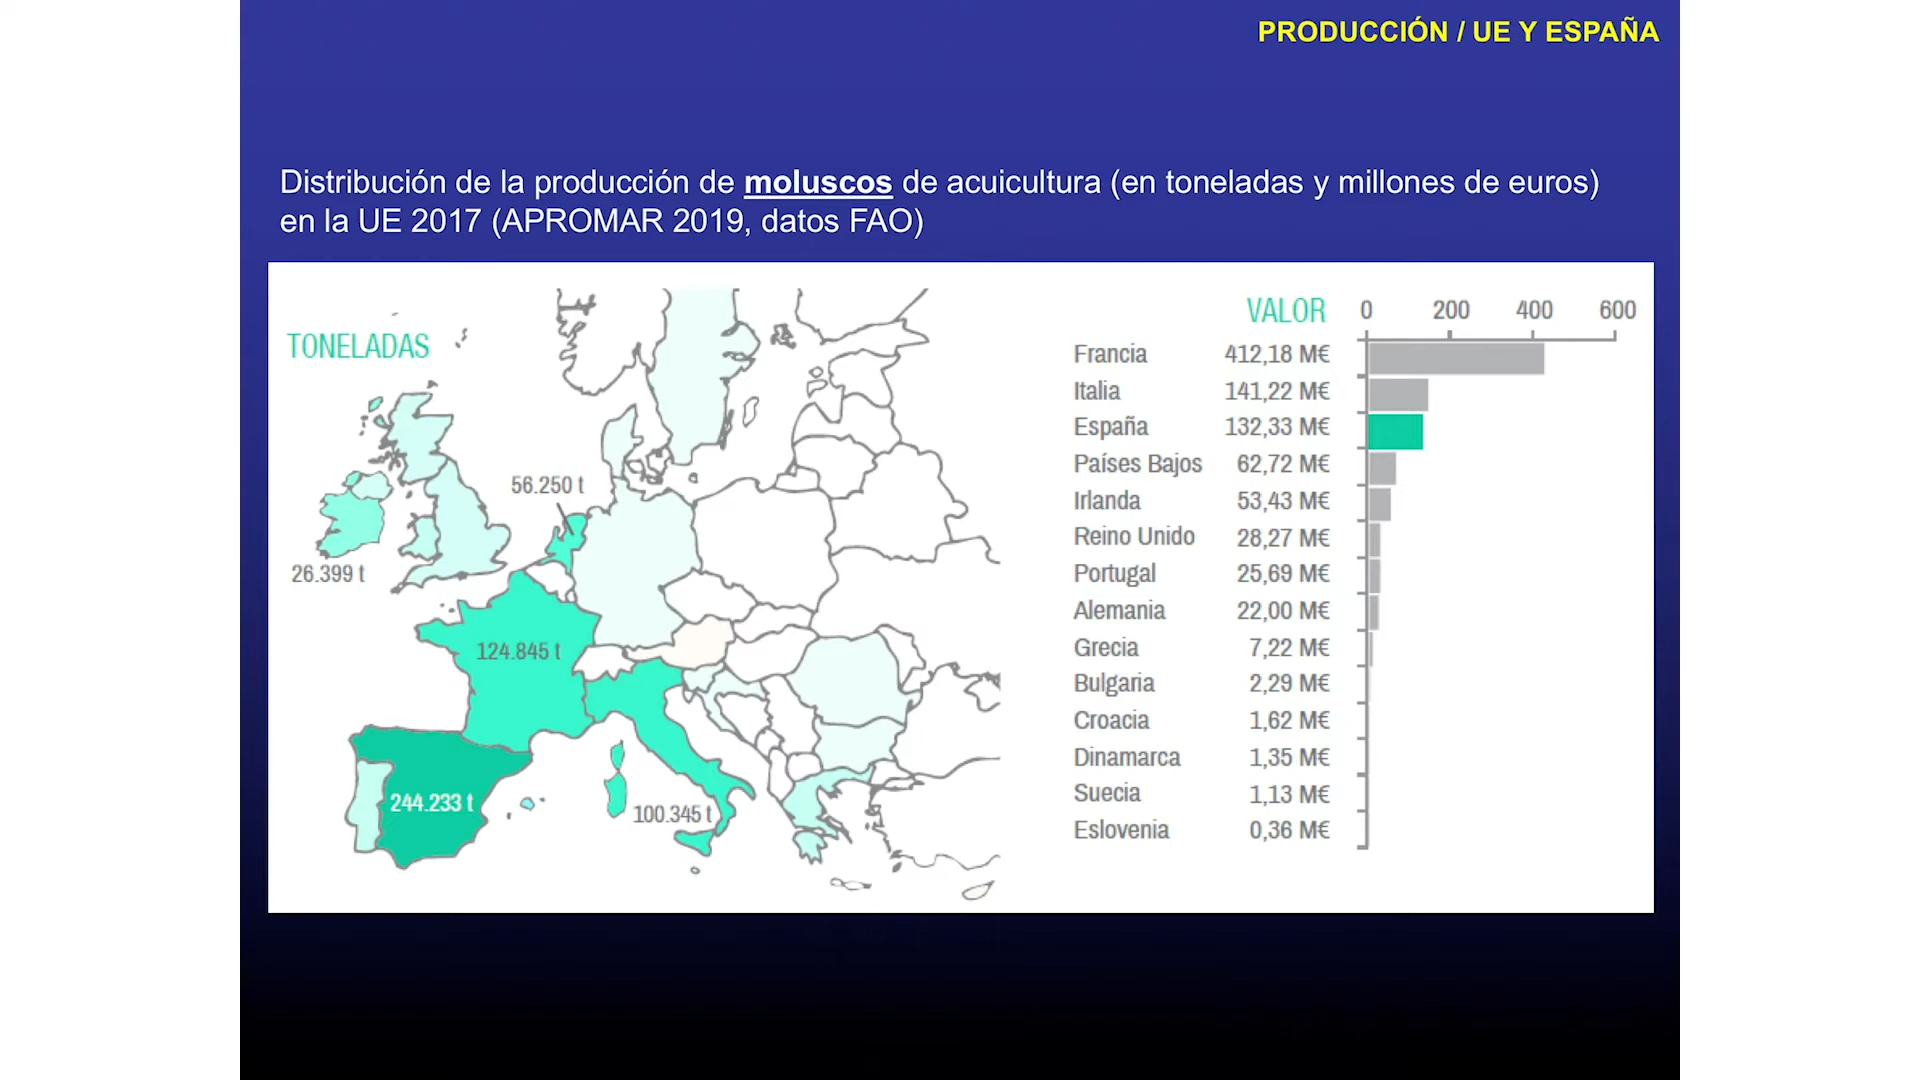 PRODUCCIÓN / UE Y ESPAÑA
Distribución de la producción de moluscos de acuicultura (en toneladas y millones de euros)
en la UE 2017 (APROMAR 2019, datos FAO)
TONELADAS
56.250 t
26.399 t
124.845 t
244.233 t
100.345 t
VALOR 0 200 400 600
Francia 412,18 M€
Italia 141,22 M€
España 132,33 M€
Países Bajos 62,72 M€
Irlanda 53,43 M€
Reino Unido 28,27 M€
Portugal 25,69 M€
Alemania 22,00 M€
Grecia 7,22 M€
Bulgaria 2,29 M€
Croacia 1,62 M€
Dinamarca 1,35 M€
Suecia 1,13 M€
Eslovenia 0,36 M€